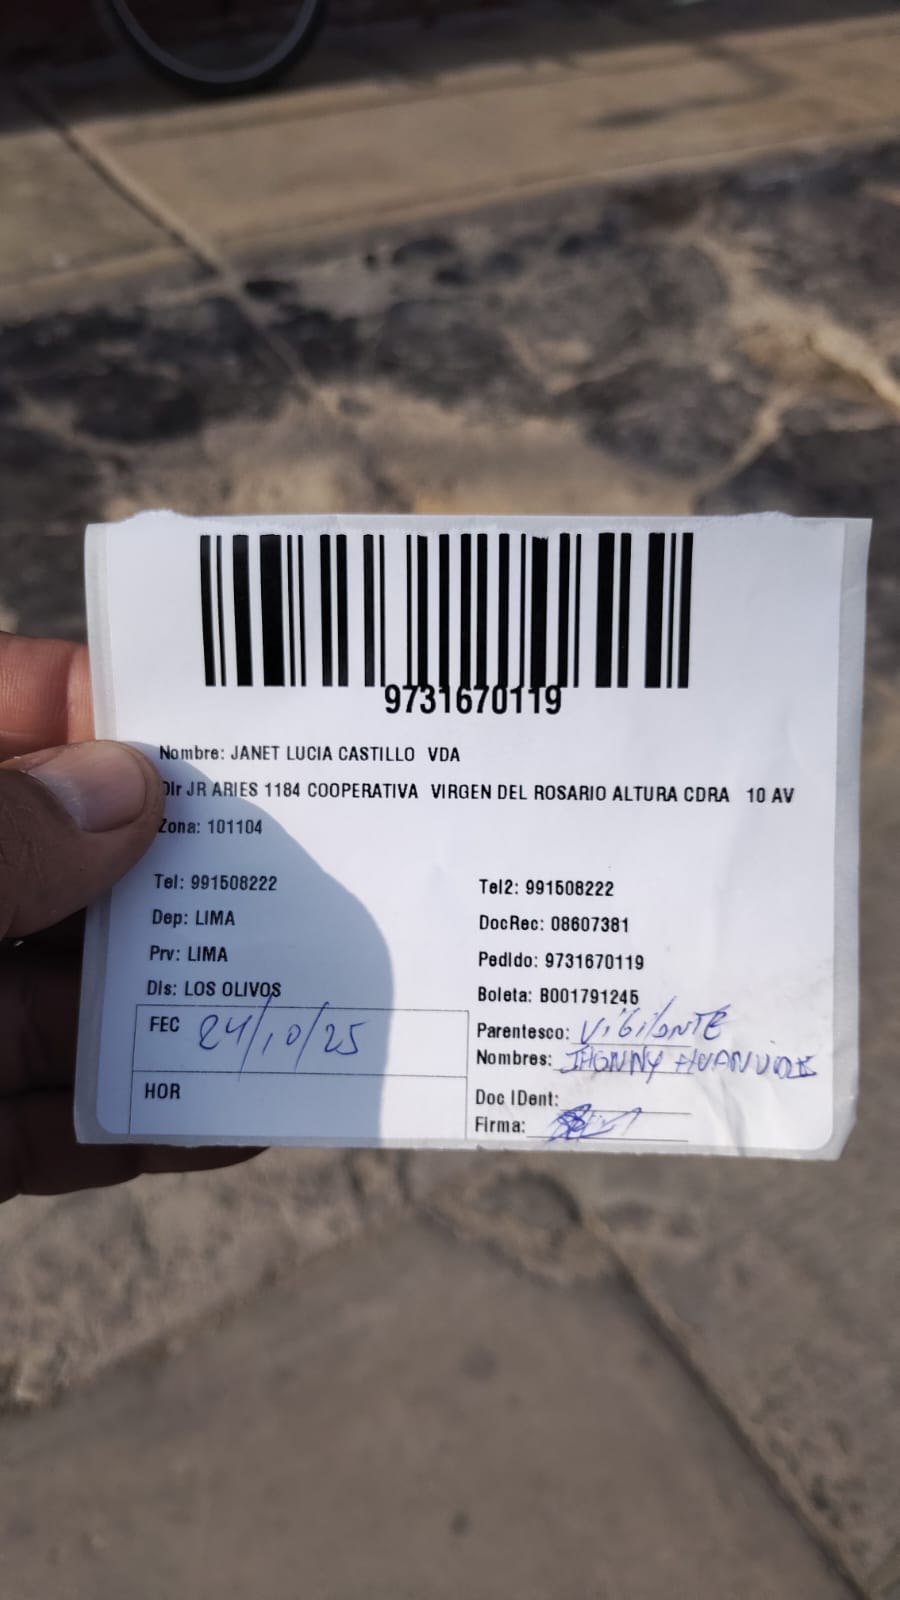 9731670119
Nombre: JANET LUCIA CASTILLO VDA
Dir JR ARIES 1184 COOPERATIVA VIRGEN DEL ROSARIO ALTURA CDRA 10 AV
Zona: 101104
Tel: 991508222 Tel2: 991508222
Dep: LIMA DocRec: 08607381
Prv: LIMA Pedido: 9731670119
Dis: LOS OLIVOS Boleta: B001791245
FEC 24/10/25 Parentesco: VigilANTE
Nombres: JHONNY
HOR Doc IDent:
Firma: